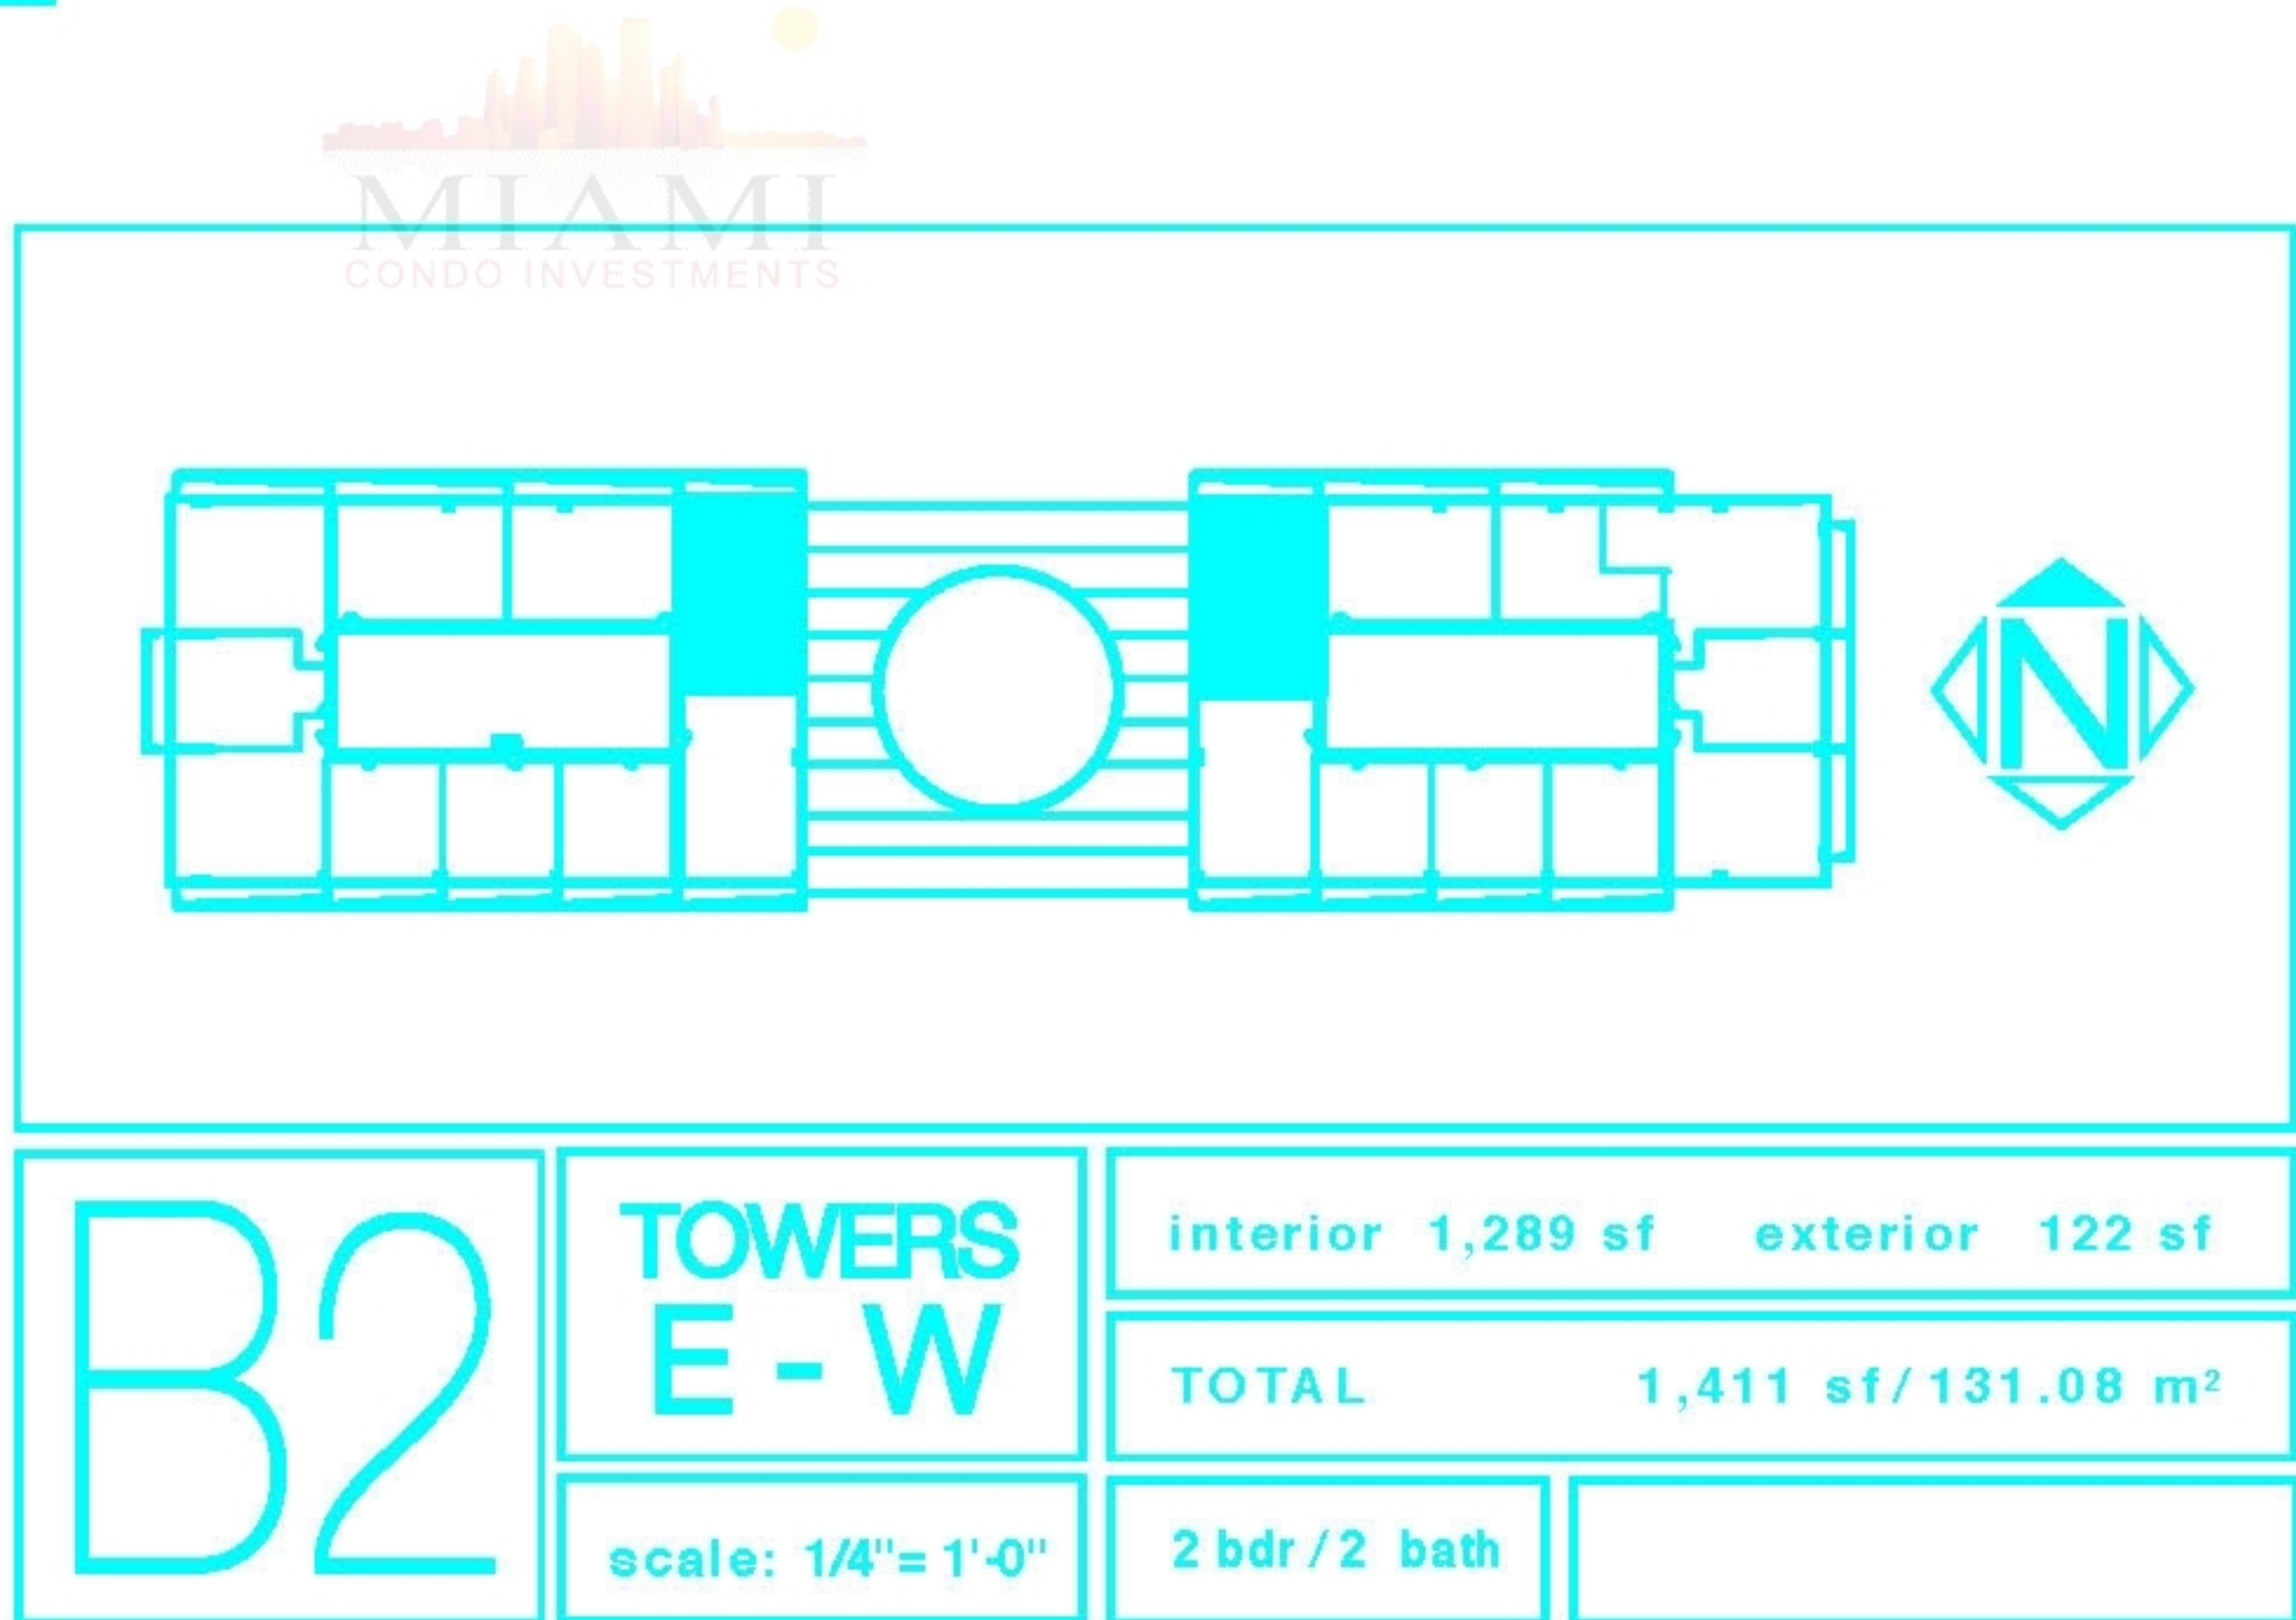 MIAMI
CONDO INVESTMENTS
N
B2
TOWERS
E - W
scale: 1/4"= 1'-0"
interior 1,289 sf exterior 122 sf
TOTAL 1,411 sf/131.08 m²
2 bdr/2 bath